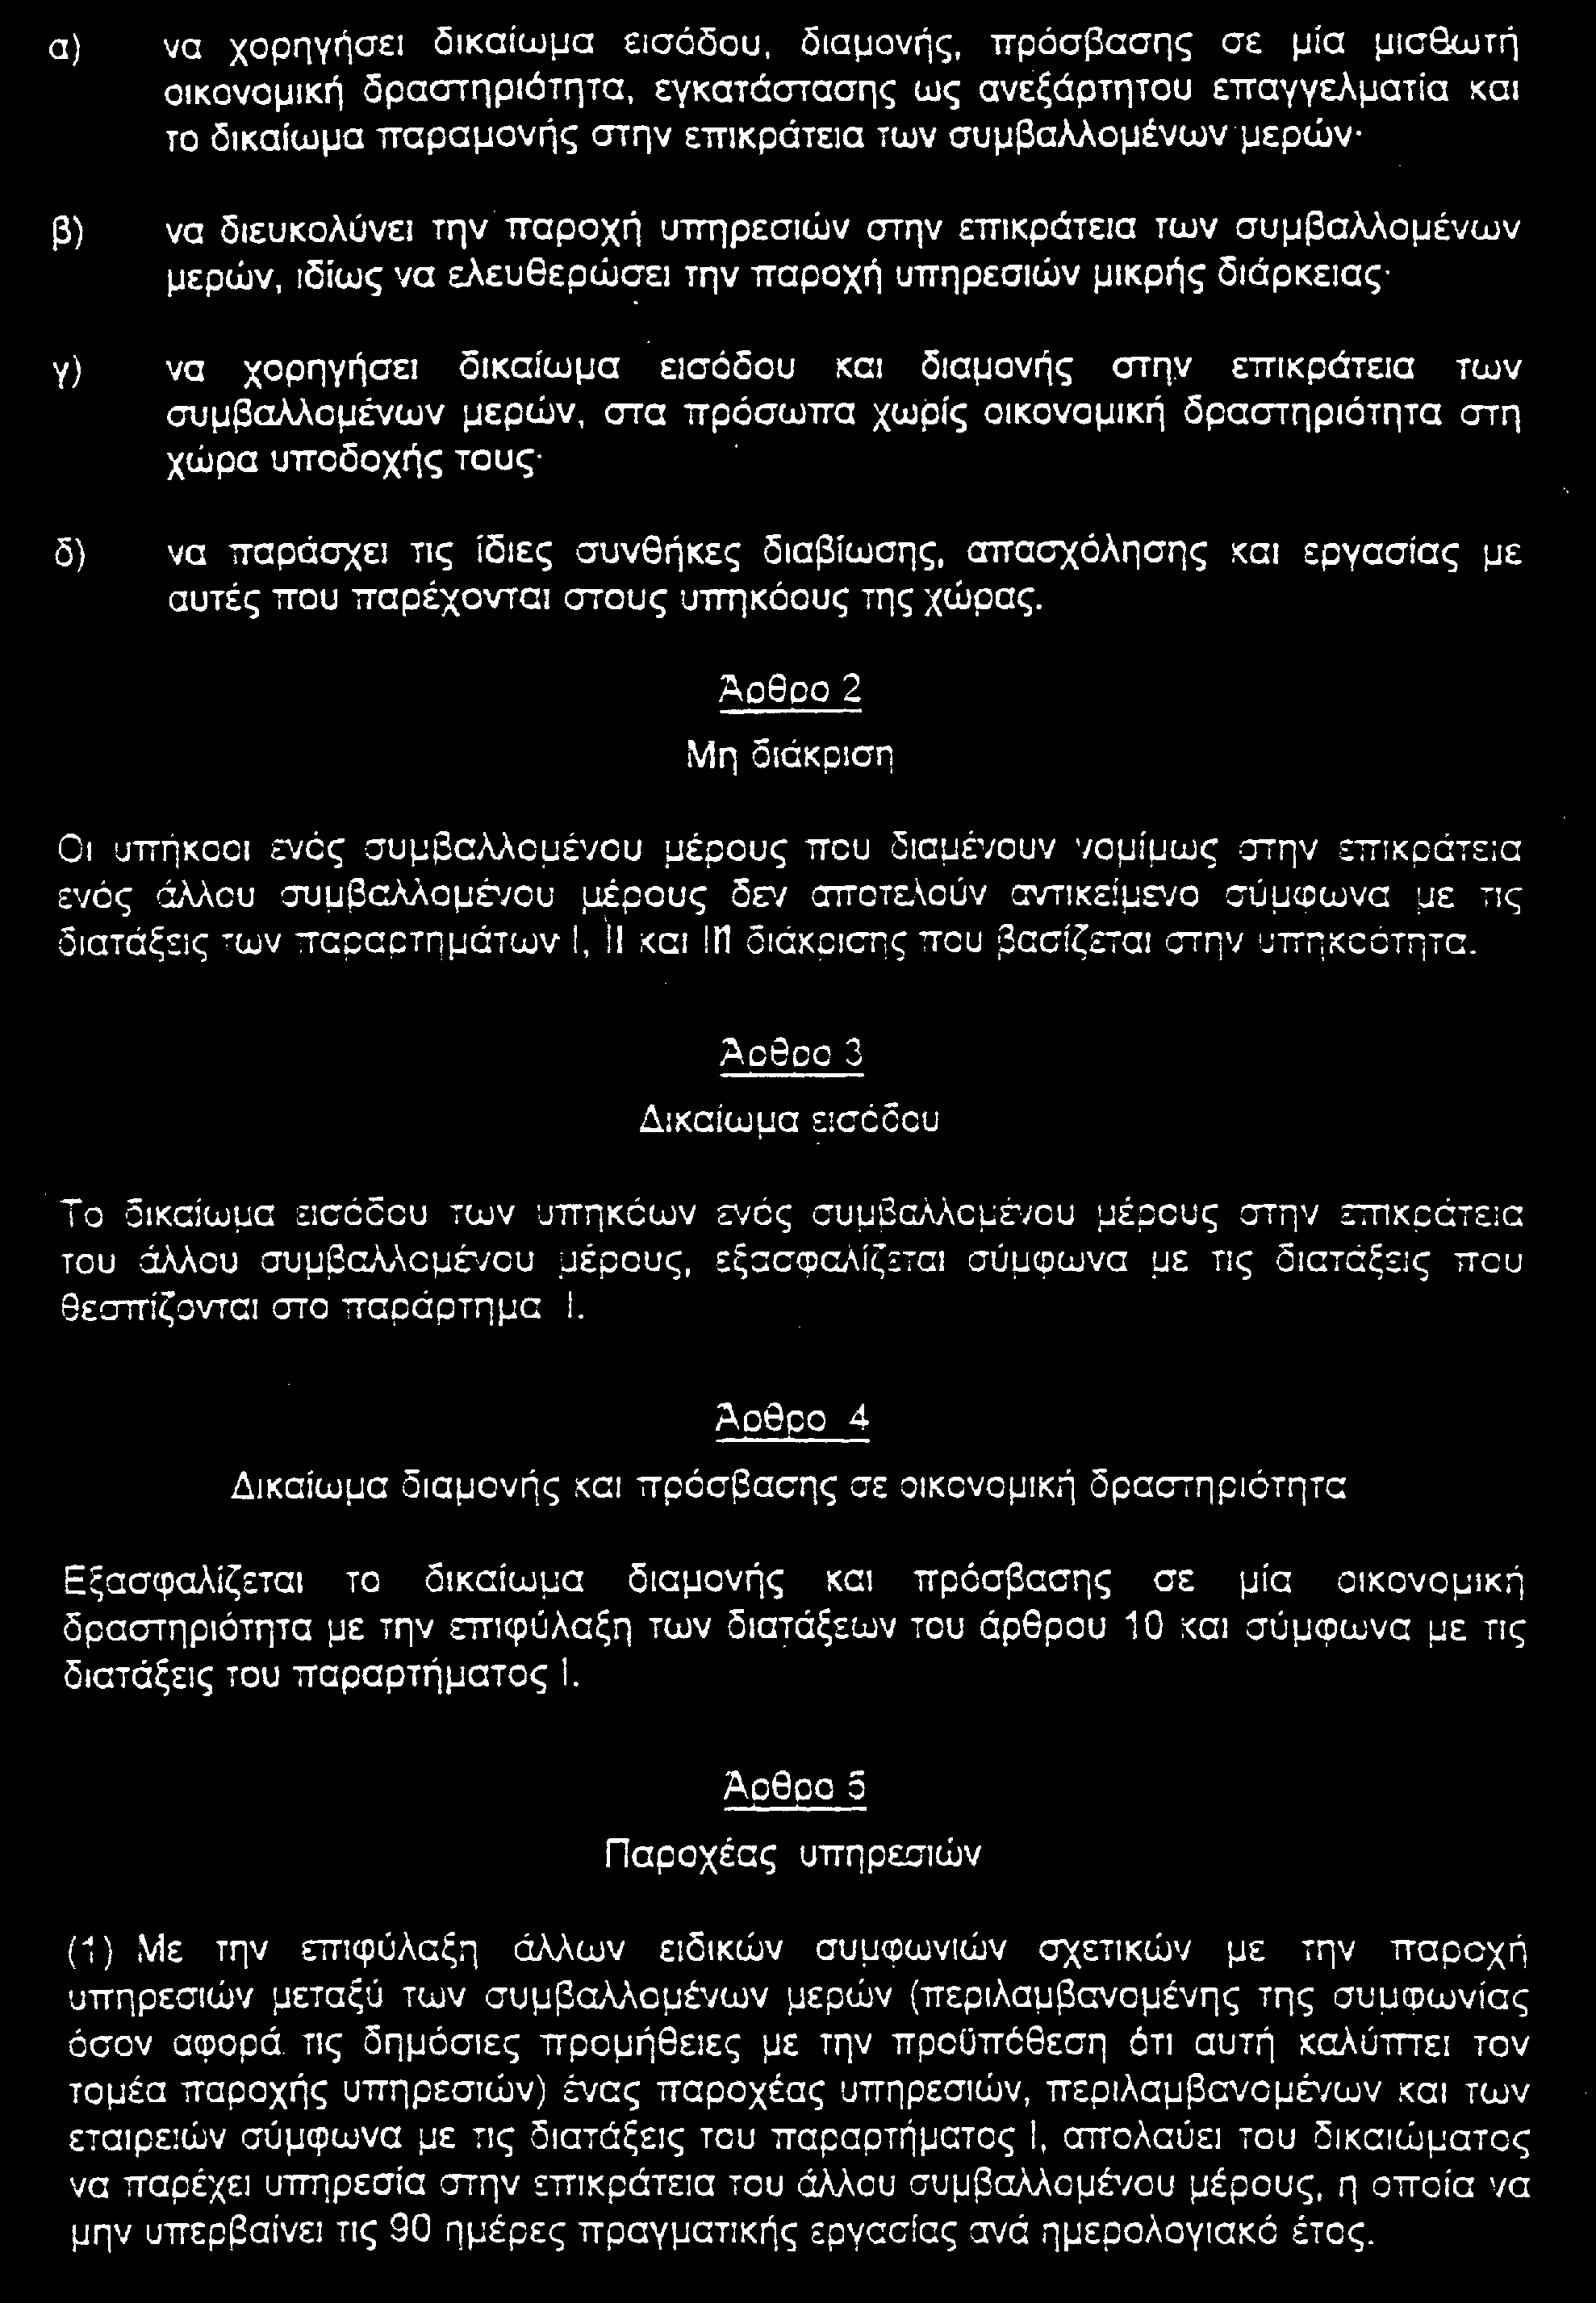 α) να χορηγήσει δικαίωμα εισόδου, διαμονής, πρόσβασης σε μία μισθωτή
οικονομική δραστηριότητα, εγκατάστασης ως ανεξάρτητου επαγγελματία και
το δικαίωμα παραμονής στην επικράτεια των συμβαλλομένων μερών·
β) να διευκολύνει την παροχή υπηρεσιών στην επικράτεια των συμβαλλομένων
μερών, ιδίως να ελευθερώσει την παροχή υπηρεσιών μικρής διάρκειας·
γ) να χορηγήσει δικαίωμα εισόδου και διαμονής στην επικράτεια των
συμβαλλομένων μερών, στα πρόσωπα χωρίς οικονομική δραστηριότητα στη
χώρα υποδοχής τους·
δ) να παράσχει τις ίδιες συνθήκες διαβίωσης, απασχόλησης και εργασίας με
αυτές που παρέχονται στους υπηκόους της χώρας.
Άρθρο 2
Μη διάκριση
Οι υπήκοοι ενός συμβαλλομένου μέρους που διαμένουν νομίμως στην επικράτεια
ενός άλλου συμβαλλομένου μέρους δεν αποτελούν αντικείμενο σύμφωνα με τις
διατάξεις των παραρτημάτων Ι, ΙΙ και ΙΙΙ διάκρισης που βασίζεται στην υπηκοότητα.
Άρθρο 3
Δικαίωμα εισόδου
Το δικαίωμα εισόδου των υπηκόων ενός συμβαλλομένου μέρους στην επικράτεια
του άλλου συμβαλλομένου μέρους, εξασφαλίζεται σύμφωνα με τις διατάξεις που
θεσπίζονται στο παράρτημα Ι.
Άρθρο 4
Δικαίωμα διαμονής και πρόσβασης σε οικονομική δραστηριότητα
Εξασφαλίζεται το δικαίωμα διαμονής και πρόσβασης σε μία οικονομική
δραστηριότητα με την επιφύλαξη των διατάξεων του άρθρου 10 και σύμφωνα με τις
διατάξεις του παραρτήματος Ι.
Άρθρο 5
Παροχέας υπηρεσιών
(1) Με την επιφύλαξη άλλων ειδικών συμφωνιών σχετικών με την παροχή
υπηρεσιών μεταξύ των συμβαλλομένων μερών (περιλαμβανομένης της συμφωνίας
όσον αφορά τις δημόσιες προμήθειες με την προϋπόθεση ότι αυτή καλύπτει τον
τομέα παροχής υπηρεσιών) ένας παροχέας υπηρεσιών, περιλαμβανομένων και των
εταιρειών σύμφωνα με τις διατάξεις του παραρτήματος Ι, απολαύει του δικαιώματος
να παρέχει υπηρεσία στην επικράτεια του άλλου συμβαλλομένου μέρους, η οποία να
μην υπερβαίνει τις 90 ημέρες πραγματικής εργασίας ανά ημερολογιακό έτος.